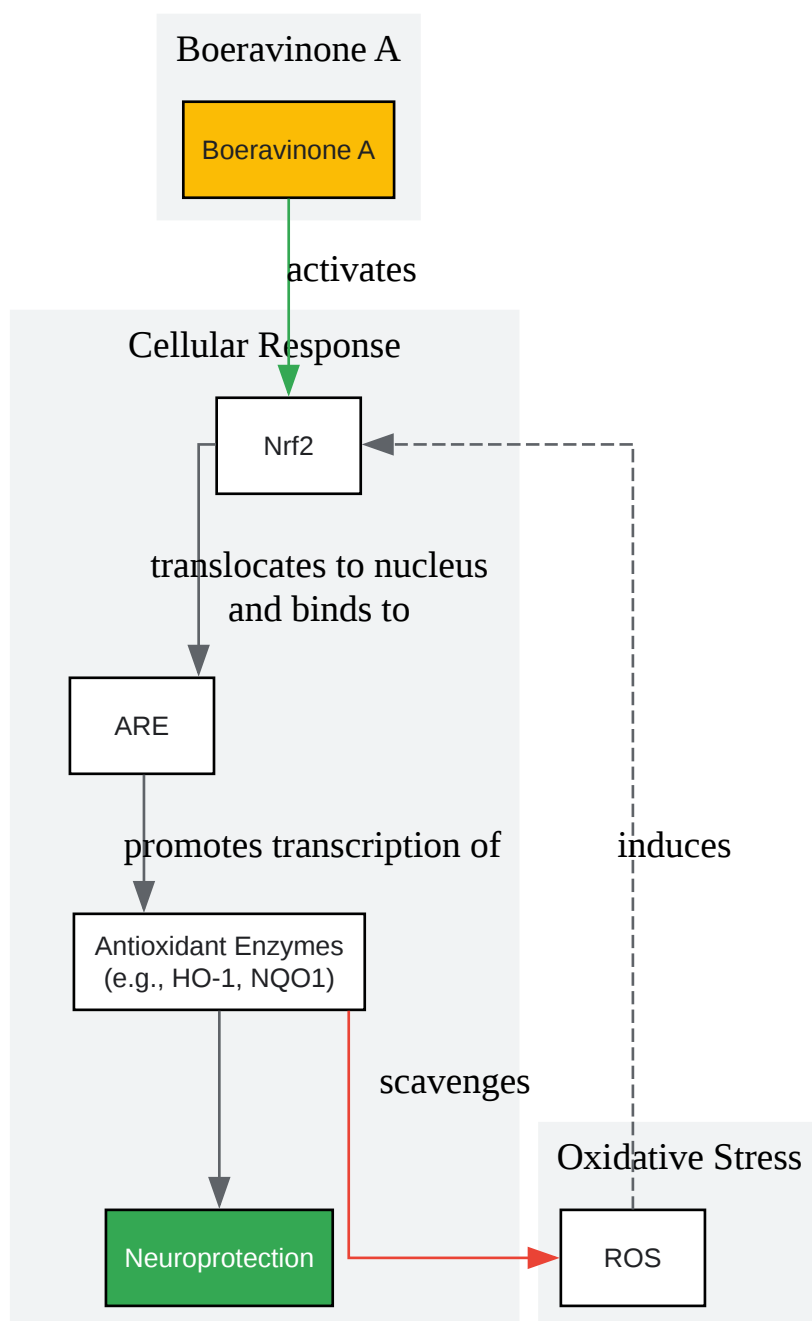 Boeravinone A
Boeravinone A
activates
Cellular Response
Nrf2
translocates to nucleus
and binds to
ARE
promotes transcription of
induces
Antioxidant Enzymes
(e.g., HO-1, NQO1)
scavenges
Oxidative Stress
Neuroprotection
ROS